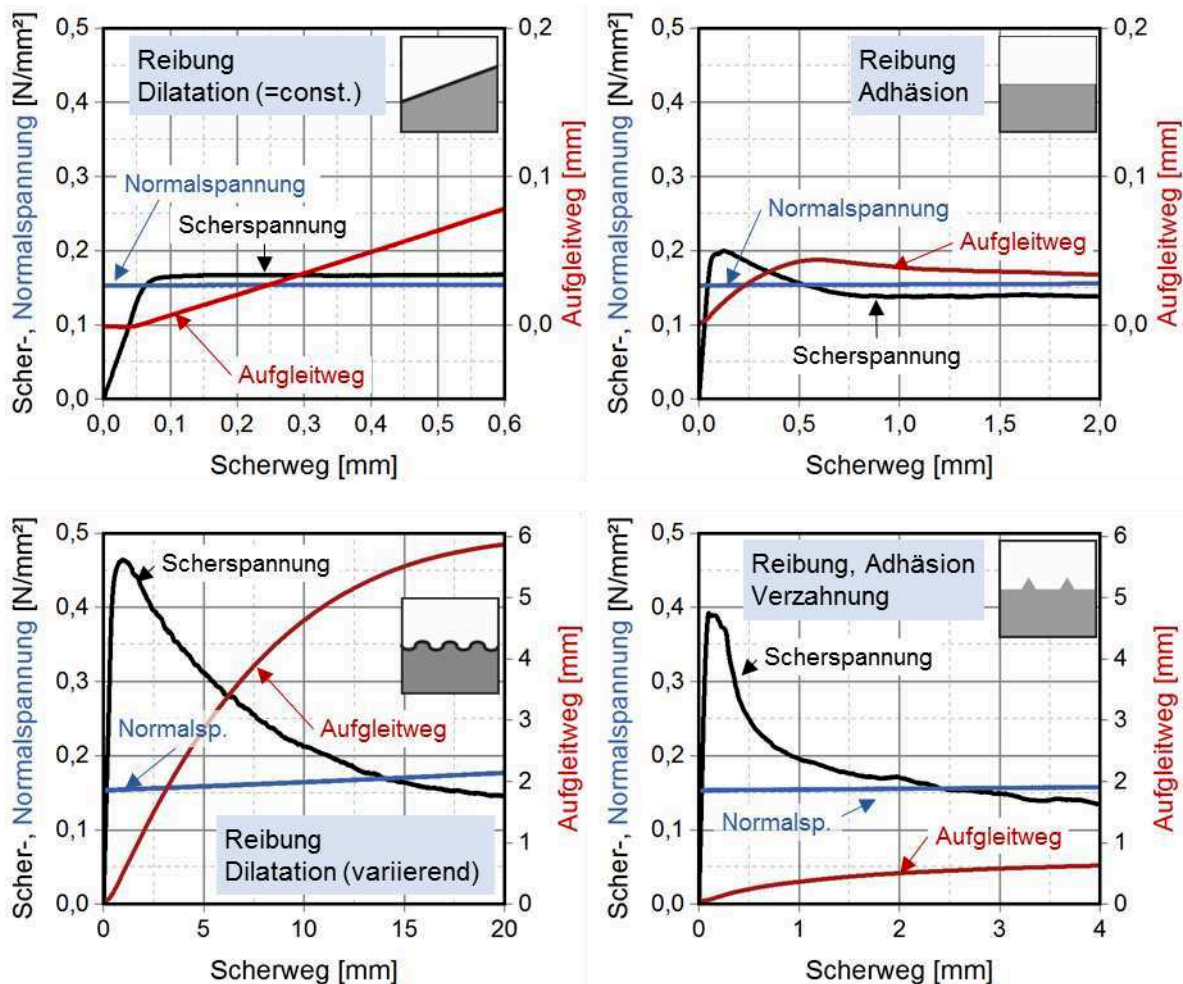 Reibung
Dilatation (=const.)
Normalspannung
Scherspannung
Aufgleitweg
Scher-, Normalspannung [N/mm²]
0,5
0,4
0,3
0,2
0,1
0,0
0,2
0,1
0,0
Aufgleitweg [mm]
0,0
0,1
0,2
0,3
0,4
0,5
0,6
Scherweg [mm]
Reibung
Adhäsion
Normalspannung
Aufgleitweg
Scherspannung
Scher-, Normalspannung [N/mm²]
0,5
0,4
0,3
0,2
0,1
0,0
0,2
0,1
0,0
Aufgleitweg [mm]
0,0
0,5
1,0
1,5
2,0
Scherweg [mm]
Scherspannung
Normalsp.
Aufgleitweg
Reibung
Dilatation (variierend)
Scher-, Normalspannung [N/mm²]
0,5
0,4
0,3
0,2
0,1
0,0
6
5
4
3
2
1
0
Aufgleitweg [mm]
0
5
10
15
20
Scherweg [mm]
Reibung, Adhäsion
Verzahnung
Scherspannung
Normalsp.
Aufgleitweg
Scher-, Normalspannung [N/mm²]
0,5
0,4
0,3
0,2
0,1
0,0
6
5
4
3
2
1
0
Aufgleitweg [mm]
0
1
2
3
4
Scherweg [mm]